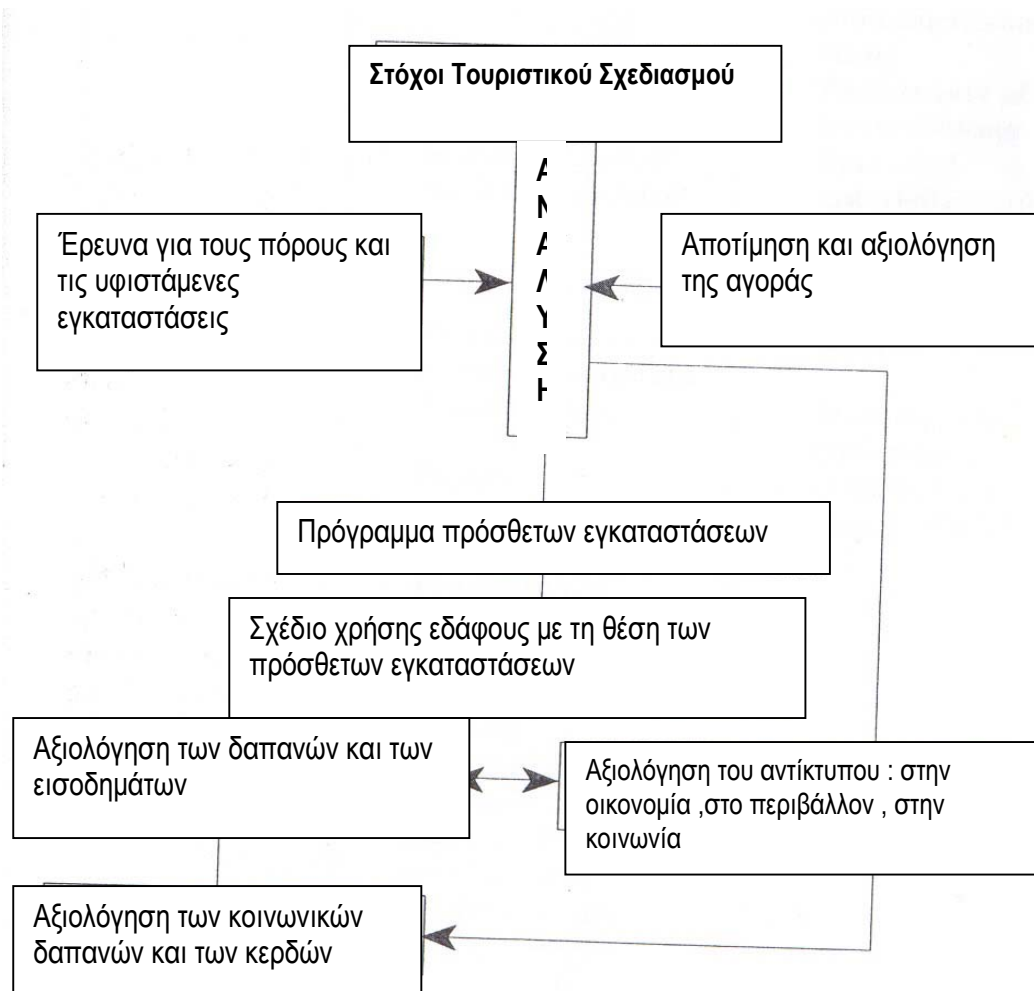 Στόχοι Τουριστικού Σχεδιασμού
Α
Ν
Α
Λ
Υ
Σ
Η
Έρευνα για τους πόρους και
τις υφιστάμενες
εγκαταστάσεις
Αποτίμηση και αξιολόγηση
της αγοράς
Πρόγραμμα πρόσθετων εγκαταστάσεων
Σχέδιο χρήσης εδάφους με τη θέση των
πρόσθετων εγκαταστάσεων
Αξιολόγηση των δαπανών και των
εισοδημάτων
Αξιολόγηση του αντίκτυπου : στην
οικονομία ,στο περιβάλλον , στην
κοινωνία
Αξιολόγηση των κοινωνικών
δαπανών και των κερδών